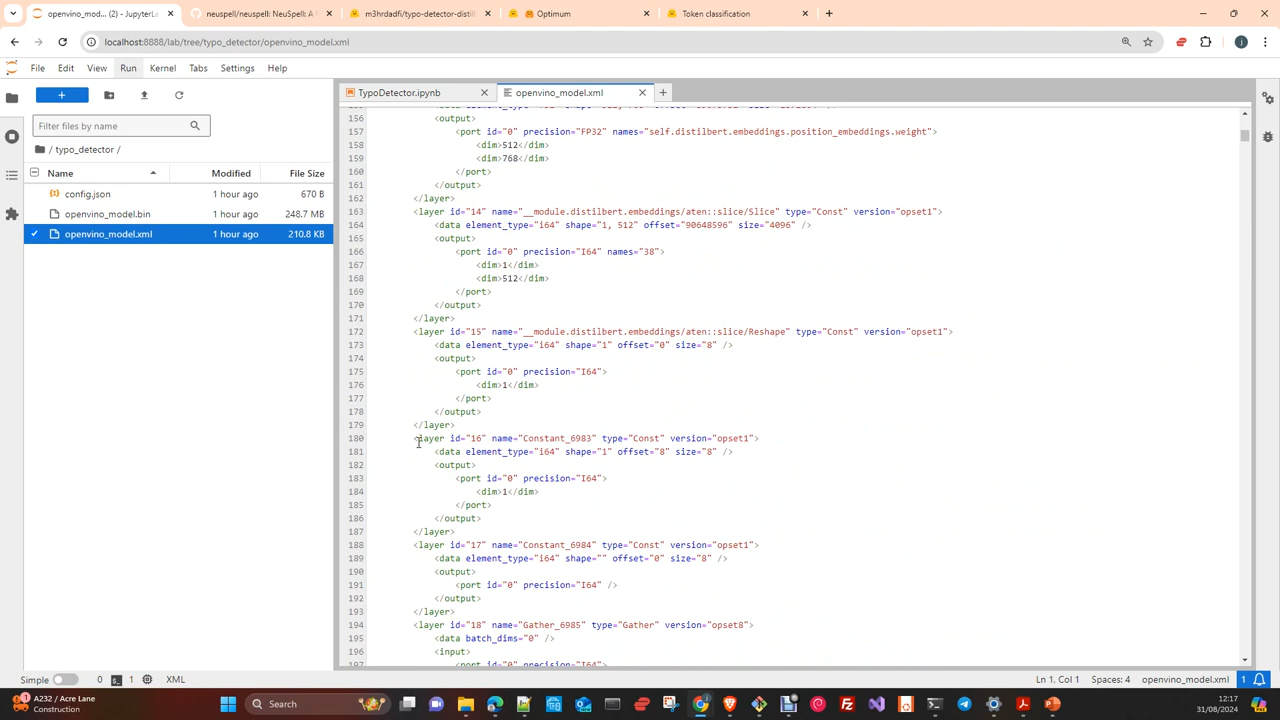 openvino_mod... (2) - JupyterLe
neuspell/neuspell: NeuSpell: A
m3hrdadfi/typo-detector-distil
Optimum
Token classification
localhost:8888/lab/tree/typo_detector/openvino_model.xml
File Edit View Run Kernel Tabs Settings Help
TypoDetector.ipynb
openvino_model.xml
Filter files by name
/ typo_detector /
Name Modified File Size
config.json 1 hour ago 670 B
openvino_model.bin 1 hour ago 248.7 MB
openvino_model.xml 1 hour ago 210.8 KB
156 <output>
157 <port id="0" precision="FP32" names="self.distilbert.embeddings.position_embeddings.weight">
158 <dim>512</dim>
159 <dim>768</dim>
160 </port>
161 </output>
162 </layer>
163 <layer id="14" name="__module.distilbert.embeddings/aten::slice/Slice" type="Const" version="opset1">
164 <data element_type="i64" shape="1, 512" offset="90648596" size="4096" />
165 <output>
166 <port id="0" precision="I64" names="38">
167 <dim>1</dim>
168 <dim>512</dim>
169 </port>
170 </output>
171 </layer>
172 <layer id="15" name="__module.distilbert.embeddings/aten::slice/Reshape" type="Const" version="opset1">
173 <data element_type="i64" shape="1" offset="0" size="8" />
174 <output>
175 <port id="0" precision="I64">
176 <dim>1</dim>
177 </port>
178 </output>
179 </layer>
180 <layer id="16" name="Constant_6983" type="Const" version="opset1">
181 <data element_type="i64" shape="1" offset="8" size="8" />
182 <output>
183 <port id="0" precision="I64">
184 <dim>1</dim>
185 </port>
186 </output>
187 </layer>
188 <layer id="17" name="Constant_6984" type="Const" version="opset1">
189 <data element_type="i64" shape="" offset="0" size="8" />
190 <output>
191 <port id="0" precision="I64" />
192 </output>
193 </layer>
194 <layer id="18" name="Gather_6985" type="Gather" version="opset8">
195 <data batch_dims="0" />
196 <input>
197 <port id="0" precision="I64">
Simple 0 1 XML Ln 1, Col 1 Spaces: 4 openvino_model.xml 1
A232 / Acre Lane
Construction
Search
12:17
31/08/2024